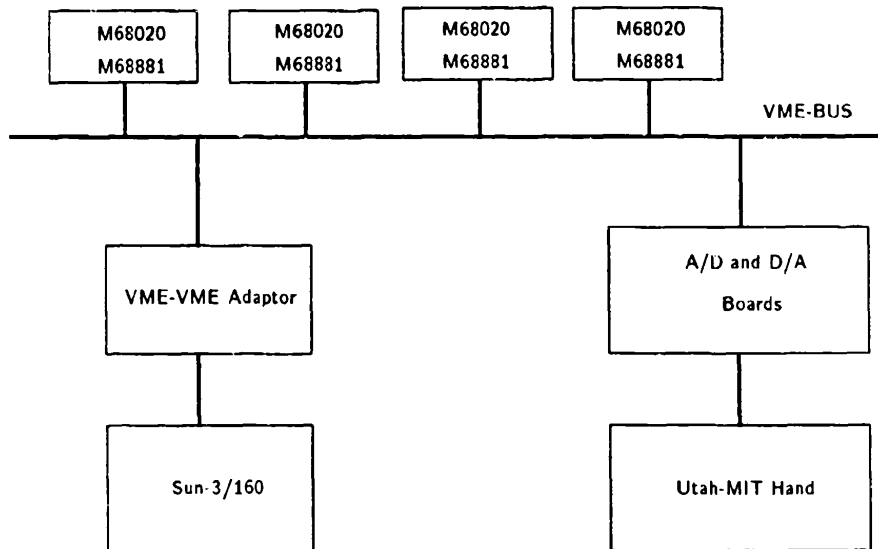 M68020
M68881
M68020
M68881
M68020
M68881
M68020
M68881
VME-BUS
VME-VME Adaptor
A/D and D/A
Boards
Sun-3/160
Utah-MIT Hand